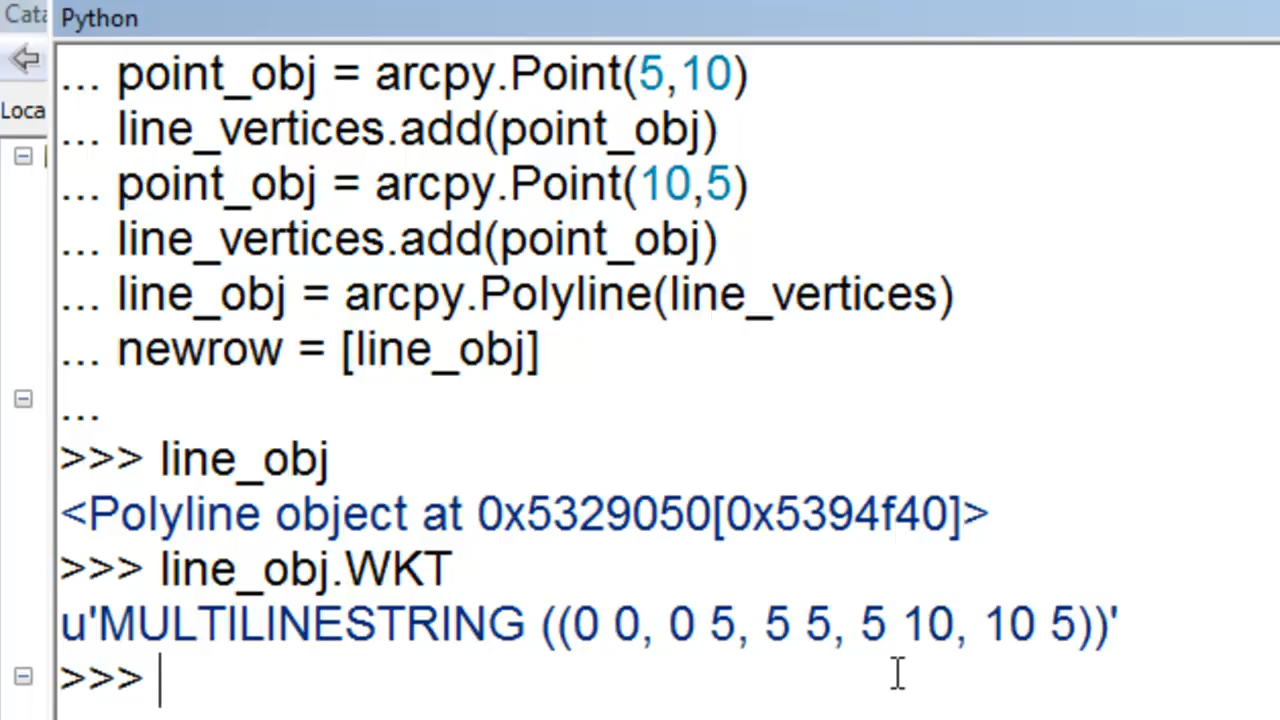 Cata Python
Loca
... point_obj = arcpy.Point(5,10)
... line_vertices.add(point_obj)
... point_obj = arcpy.Point(10,5)
... line_vertices.add(point_obj)
... line_obj = arcpy.Polyline(line_vertices)
... newrow = [line_obj]
...
>>> line_obj
<Polyline object at 0x5329050[0x5394f40]>
>>> line_obj.WKT
u'MULTILINESTRING ((0 0, 0 5, 5 5, 5 10, 10 5))'
>>>